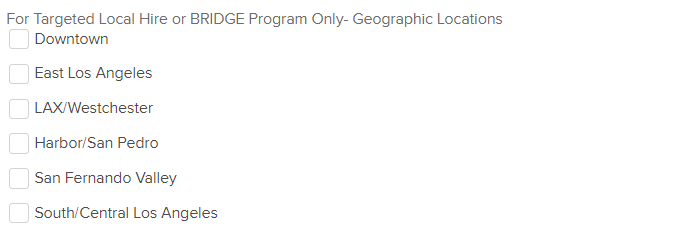 For Targeted Local Hire or BRIDGE Program Only- Geographic Locations
Downtown
East Los Angeles
LAX/Westchester
Harbor/San Pedro
San Fernando Valley
South/Central Los Angeles